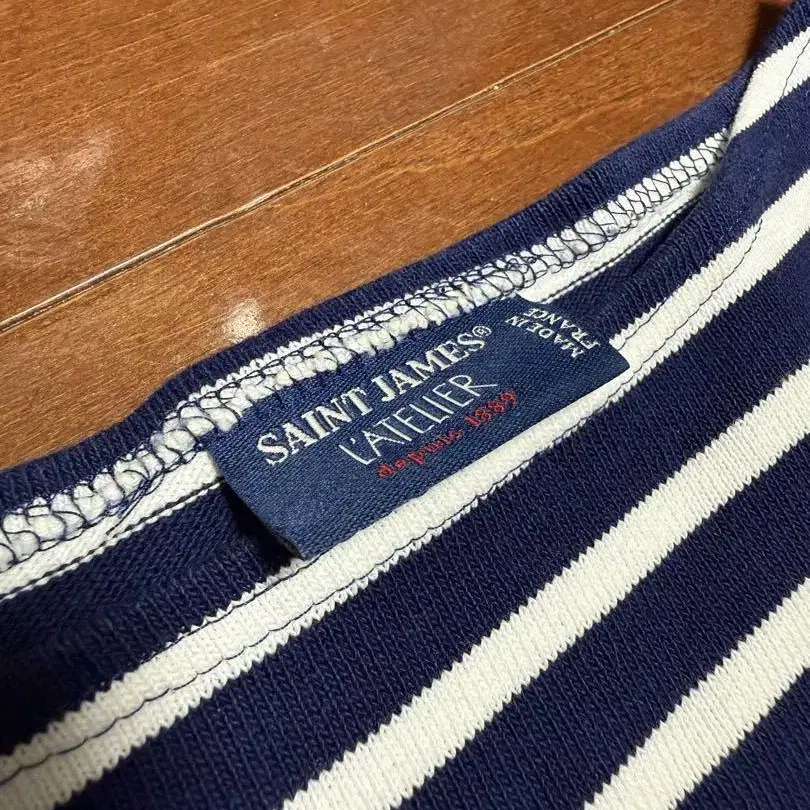 SAINT JAMES®
L'ATELIER
depuis 1889
MADE IN
FRANCE